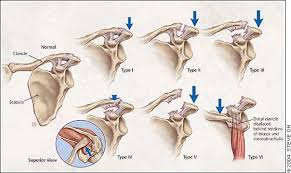 Clavicle
Normal
Scapula
Type I
Type II
Type III
Superior View
Type IV
Type V
Type VI
Distal clavicle
displaced
behind tendons
of biceps and
coracobrachialis
© 2004 STEVE OH